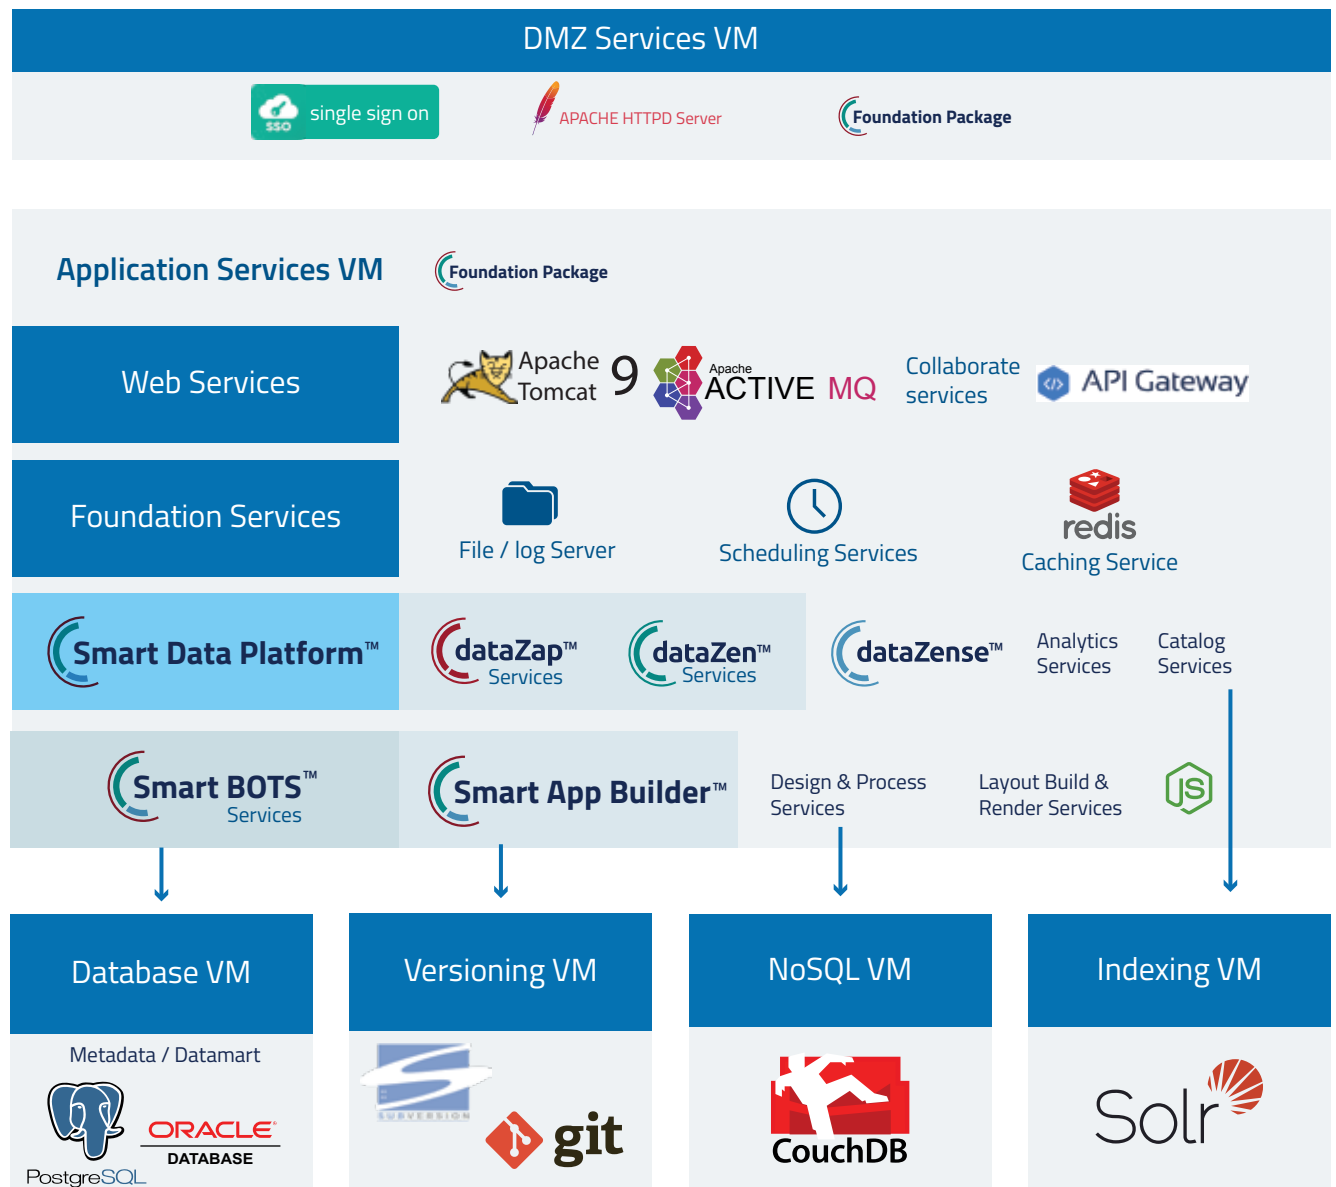 DMZ Services VM
SSO
single sign on
APACHE HTTPD Server
Foundation Package
Application Services VM
Foundation Package
Web Services
Apache
Tomcat 9
Apache
ACTIVE MQ
Collaborate
services
</> API Gateway
Foundation Services
File / log Server
Scheduling Services
redis
Caching Service
Smart Data Platform™
dataZap™
Services
dataZen™
Services
dataZense™
Analytics
Services
Catalog
Services
Smart BOTS™
Services
Smart App Builder™
Design & Process
Services
Layout Build &
Render Services
JS
Database VM
Versioning VM
NoSQL VM
Indexing VM
Metadata / Datamart
PostgreSQL
ORACLE
DATABASE
SUBVERSION
git
CouchDB
Solr